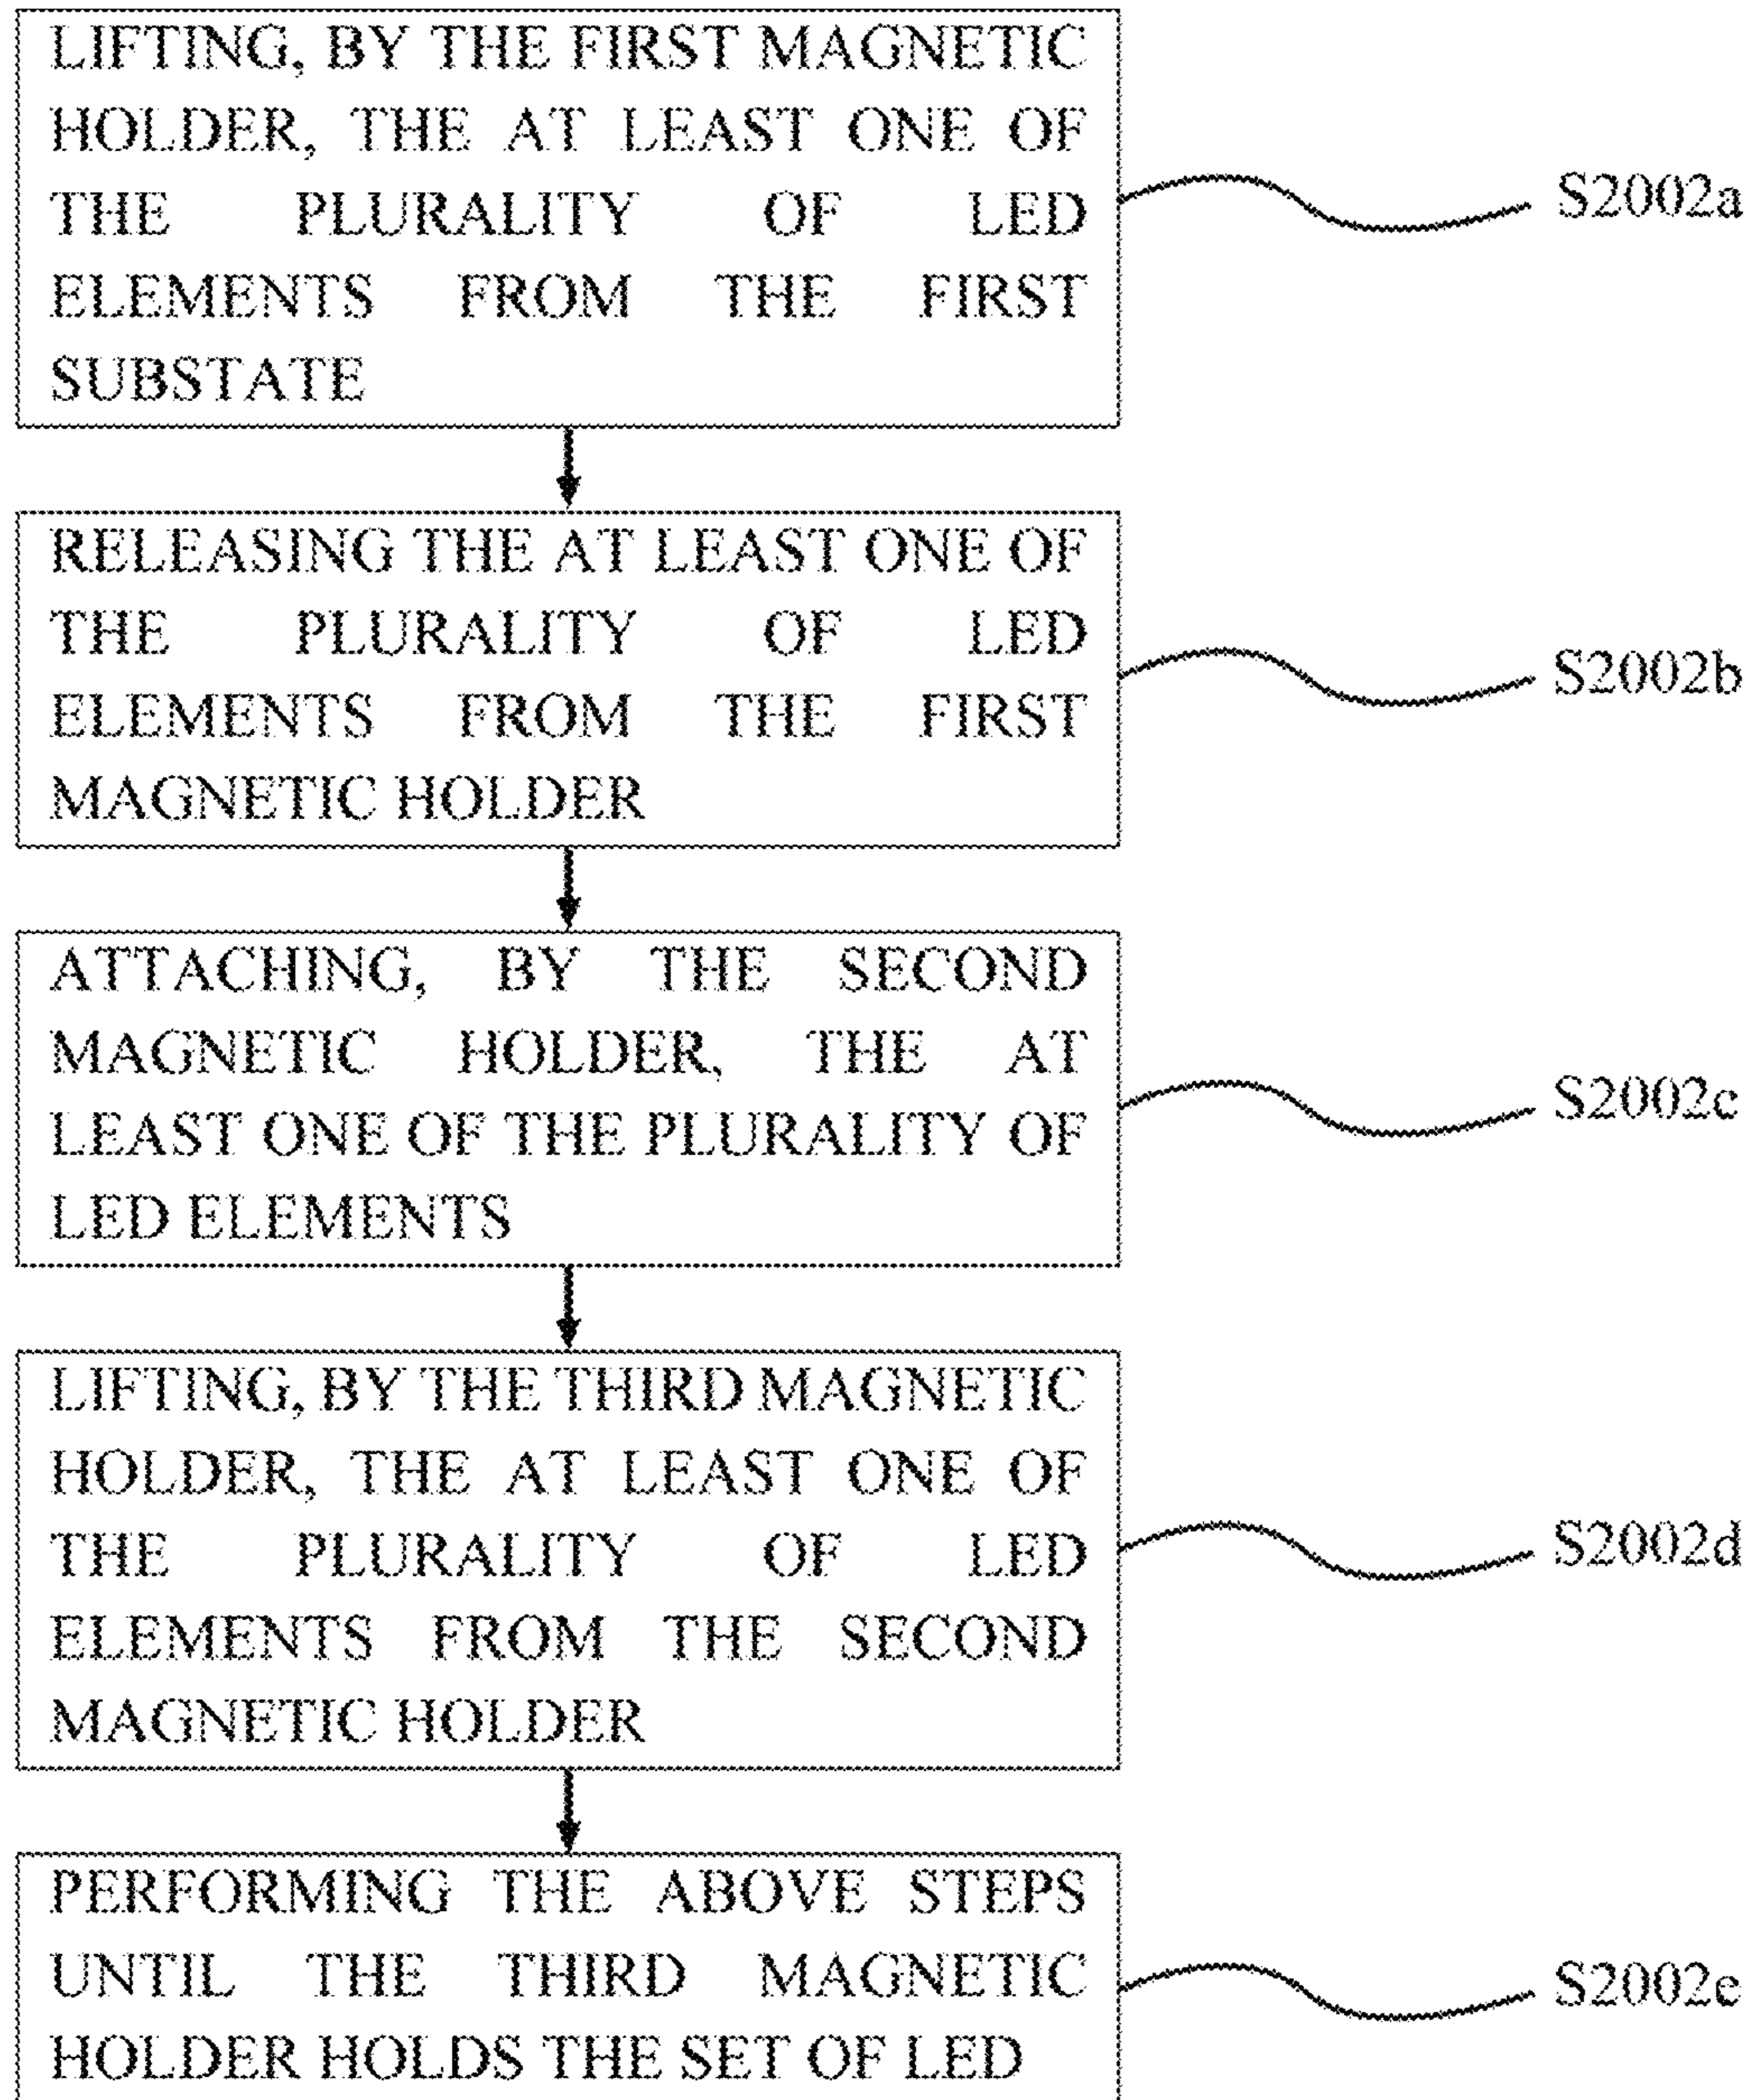 LIFTING, BY THE FIRST MAGNETIC
HOLDER, THE AT LEAST ONE OF
THE PLURALITY OF LED
ELEMENTS FROM THE FIRST
SUBSTATE
S2002a
RELEASING THE AT LEAST ONE OF
THE PLURALITY OF LED
ELEMENTS FROM THE FIRST
MAGNETIC HOLDER
S2002b
ATTACHING, BY THE SECOND
MAGNETIC HOLDER, THE AT
LEAST ONE OF THE PLURALITY OF
LED ELEMENTS
S2002c
LIFTING, BY THE THIRD MAGNETIC
HOLDER, THE AT LEAST ONE OF
THE PLURALITY OF LED
ELEMENTS FROM THE SECOND
MAGNETIC HOLDER
S2002d
PERFORMING THE ABOVE STEPS
UNTIL THE THIRD MAGNETIC
HOLDER HOLDS THE SET OF LED
S2002e